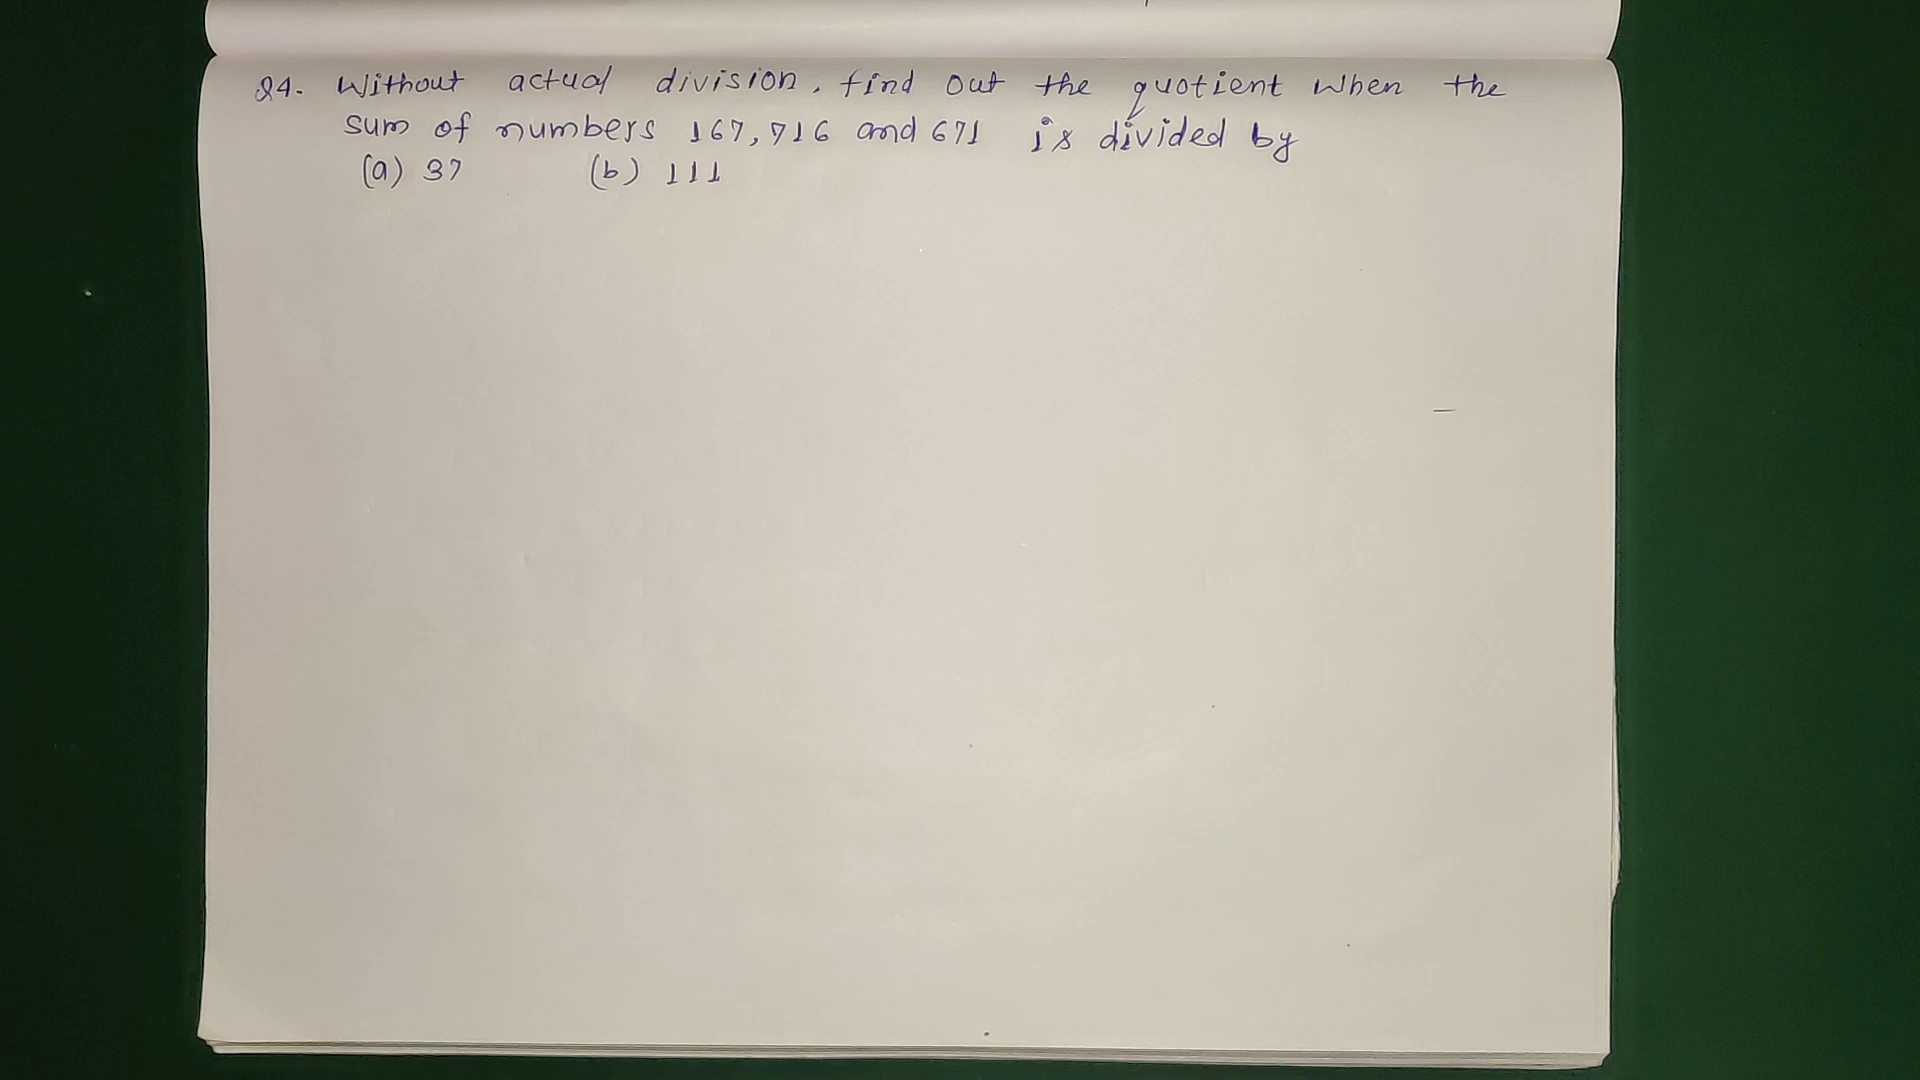 Q4. Without actual division, find out the quotient when the
sum of numbers 167, 716 and 671 is divided by
(a) 37 (b) 111